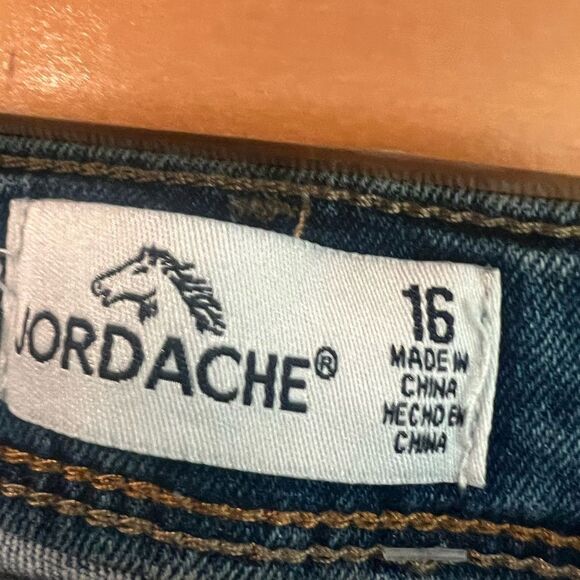 JORDACHE®
16
MADE IN
CHINA
HECHO EN
CHINA